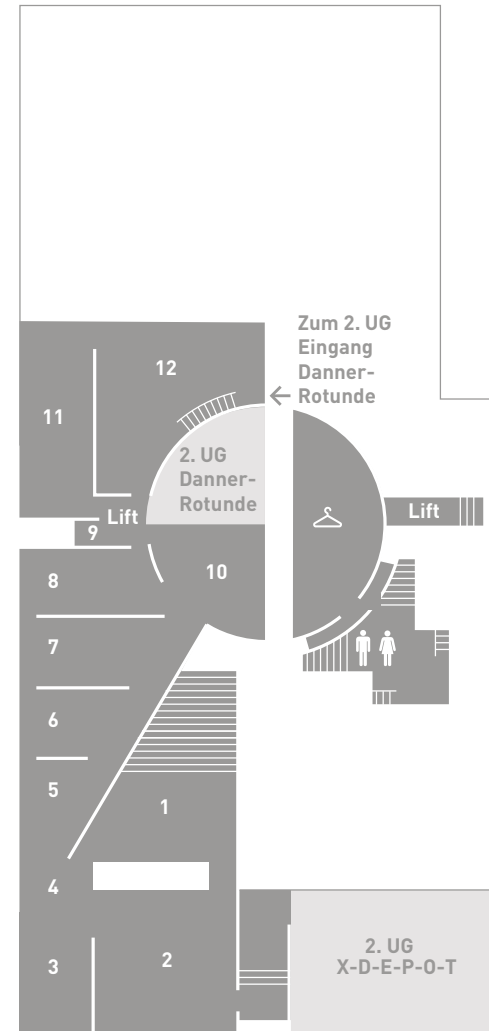 Zum 2. UG
Eingang
Danner-
Rotunde
12
11
2. UG
Danner-
Rotunde
Lift
Lift
9
10
8
7
6
5
1
4
2. UG
X-D-E-P-O-T
2
3